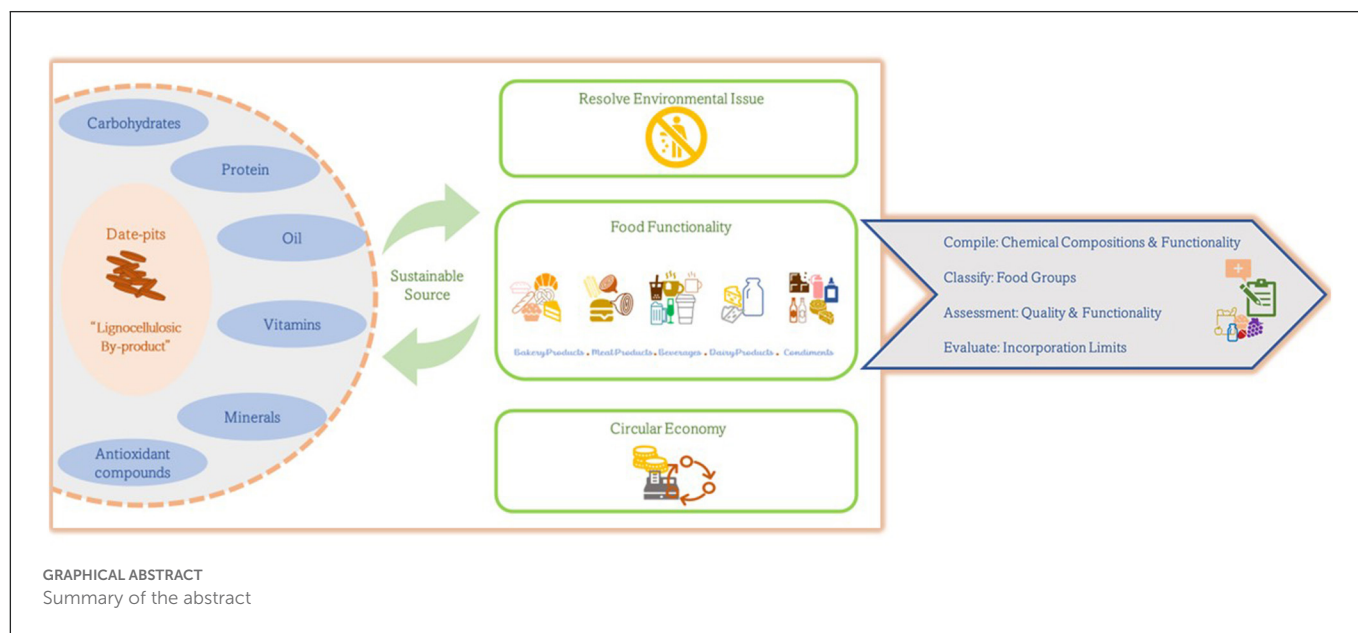 Carbohydrates
Protein
Date-pits
Oil
"Lignocellulosic
By-product"
Vitamins
Minerals
Antioxidant
compounds
Sustainable
Source
Resolve Environmental Issue
Food Functionality
Bakery Products . Meat Products . Beverages . Dairy Products . Condiments
Circular Economy
Compile: Chemical Compositions & Functionality
Classify: Food Groups
Assessment: Quality & Functionality
Evaluate: Incorporation Limits
GRAPHICAL ABSTRACT
Summary of the abstract